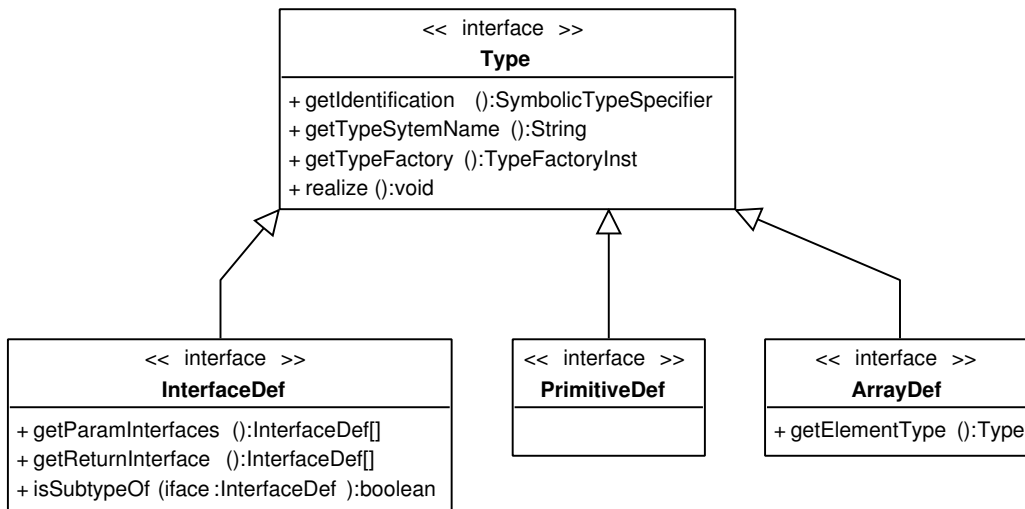 << interface >>
Type
+ getIdentification ():SymbolicTypeSpecifier
+ getTypeSytemName ():String
+ getTypeFactory ():TypeFactoryInst
+ realize ():void
<< interface >>
InterfaceDef
+ getParamInterfaces ():InterfaceDef[]
+ getReturnInterface ():InterfaceDef[]
+ isSubtypeOf (iface :InterfaceDef ):boolean
<< interface >>
PrimitiveDef
<< interface >>
ArrayDef
+ getElementType ():Type